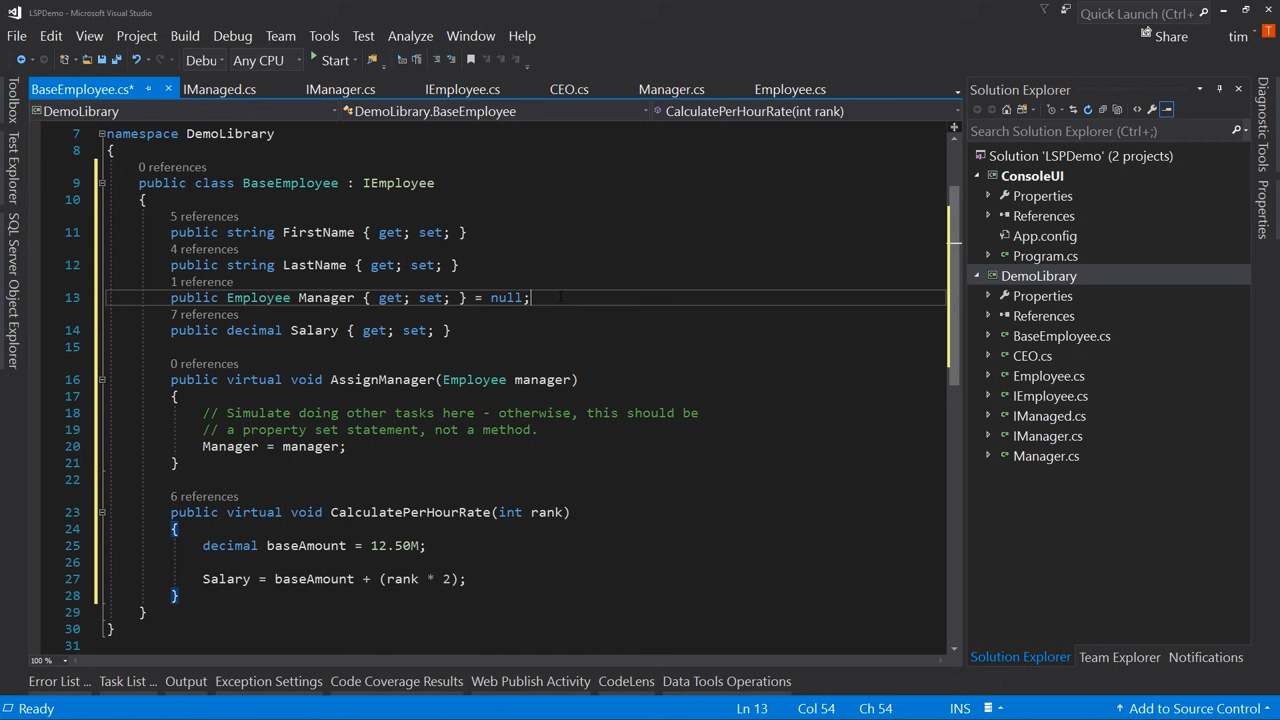 LSPDemo - Microsoft Visual Studio
Quick Launch (Ctrl+
File Edit View Project Build Debug Team Tools Test Analyze Window Help
Share tim T
Debu Any CPU Start
BaseEmployee.cs* IManaged.cs IManager.cs IEmployee.cs CEO.cs Manager.cs Employee.cs
Solution Explorer
DemoLibrary DemoLibrary.BaseEmployee CalculatePerHourRate(int rank)
Search Solution Explorer (Ctrl+;)
Toolbox
Test Explorer
SQL Server Object Explorer
7 namespace DemoLibrary
8 {
0 references
9 public class BaseEmployee : IEmployee
10 {
5 references
11 public string FirstName { get; set; }
4 references
12 public string LastName { get; set; }
1 reference
13 public Employee Manager { get; set; } = null;
7 references
14 public decimal Salary { get; set; }
15
0 references
16 public virtual void AssignManager(Employee manager)
17 {
18 // Simulate doing other tasks here - otherwise, this should be
19 // a property set statement, not a method.
20 Manager = manager;
21 }
22
6 references
23 public virtual void CalculatePerHourRate(int rank)
24 {
25 decimal baseAmount = 12.50M;
26
27 Salary = baseAmount + (rank * 2);
28 }
29 }
30 }
31
100 %
Solution 'LSPDemo' (2 projects)
ConsoleUI
Properties
References
App.config
Program.cs
DemoLibrary
Properties
References
BaseEmployee.cs
CEO.cs
Employee.cs
IEmployee.cs
IManaged.cs
IManager.cs
Manager.cs
Diagnostic Tools
Properties
Solution Explorer Team Explorer Notifications
Error List ... Task List ... Output Exception Settings Code Coverage Results Web Publish Activity CodeLens Data Tools Operations
Ready Ln 13 Col 54 Ch 54 INS Add to Source Control